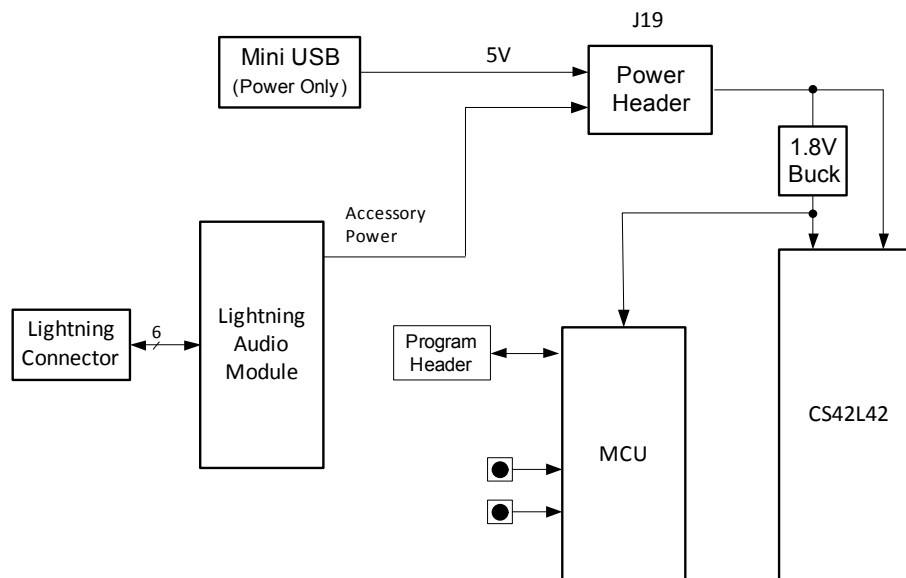 J19
Mini USB
(Power Only)
5V
Power
Header
1.8V
Buck
Accessory
Power
Lightning
Connector
6
Lightning
Audio
Module
Program
Header
MCU
CS42L42